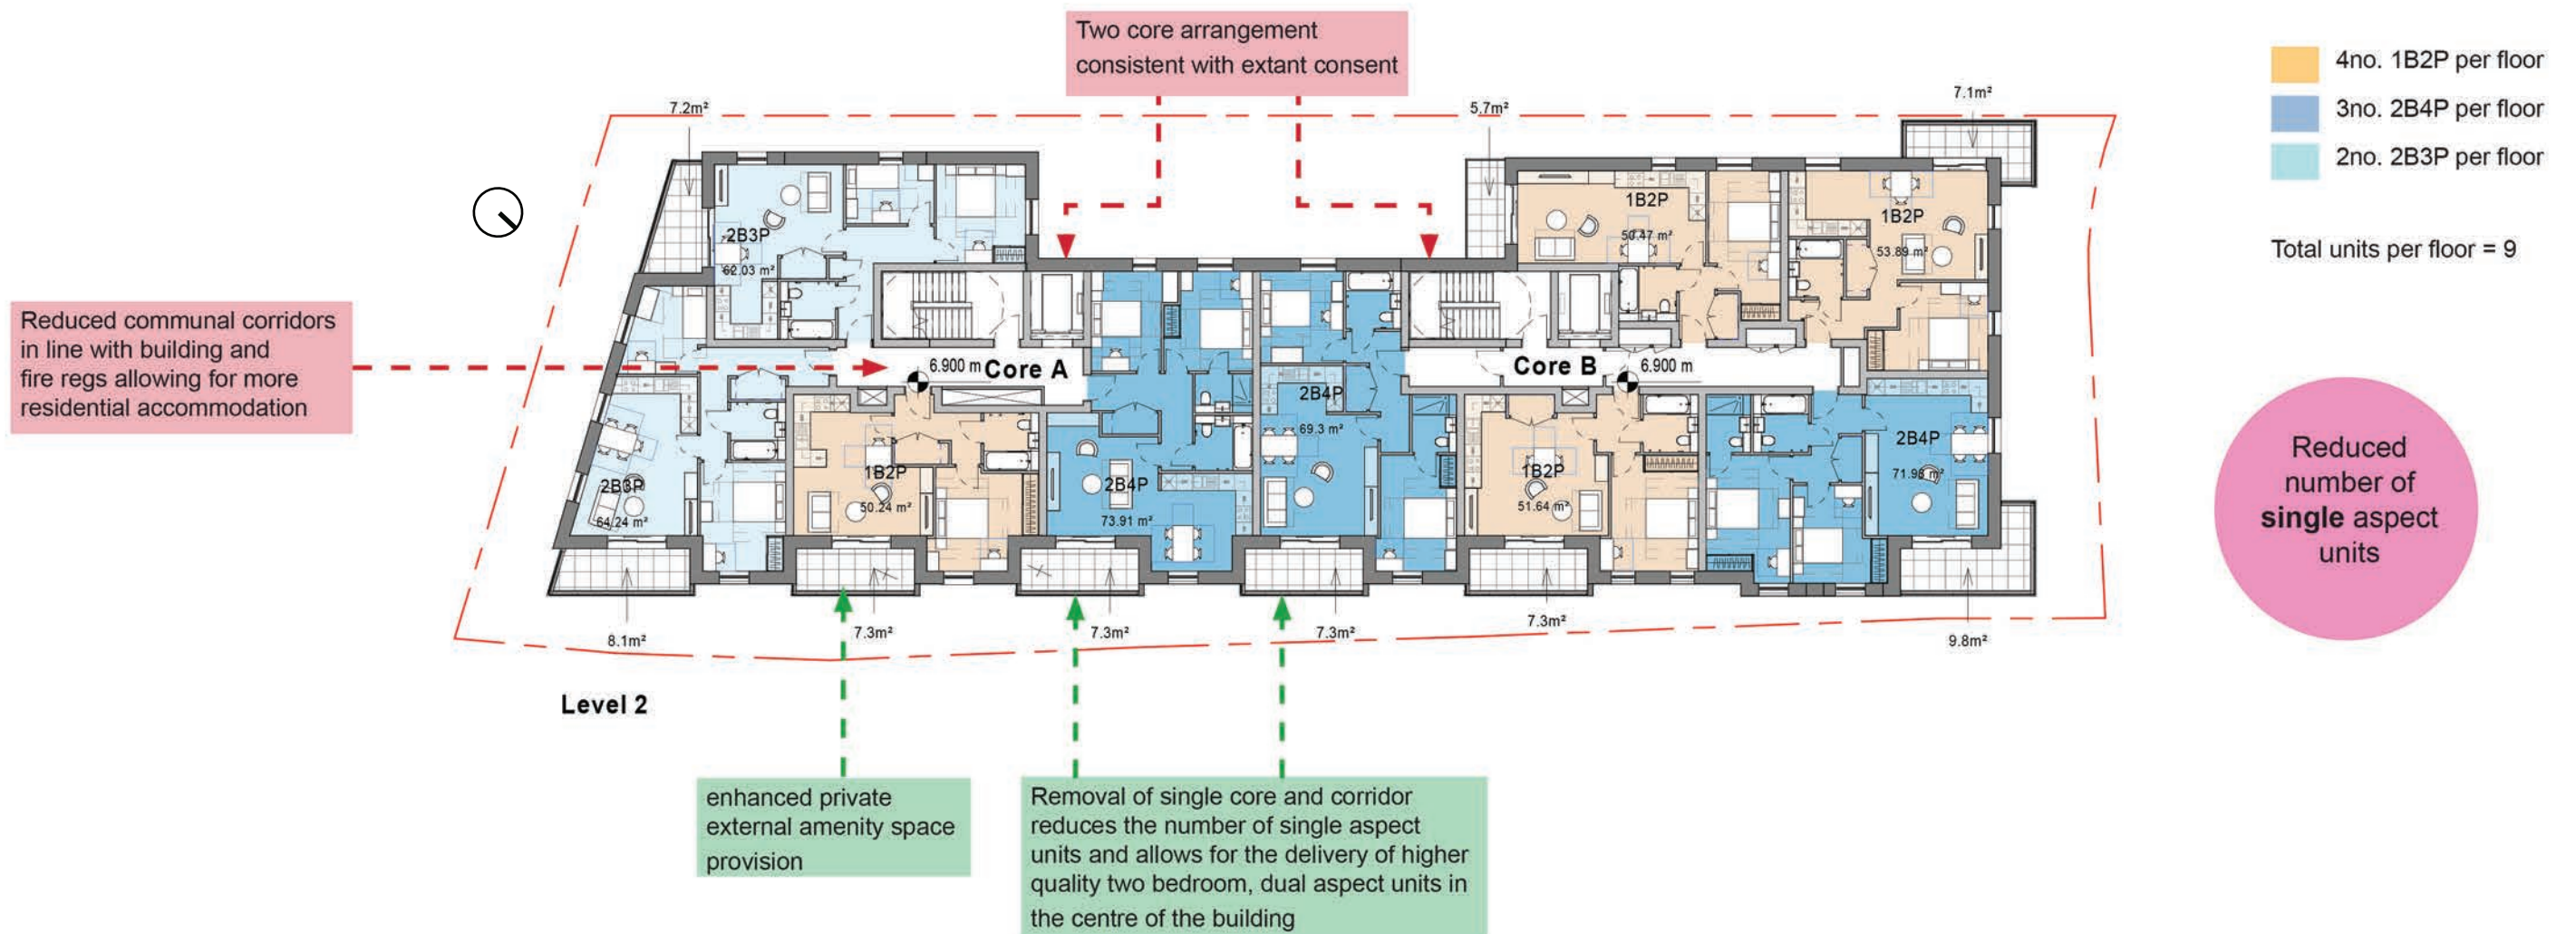 Two core arrangement
consistent with extant consent
4no. 1B2P per floor
3no. 2B4P per floor
2no. 2B3P per floor
Total units per floor = 9
7.2m²
5.7m²
7.1m²
2B3P
62.03 m²
1B2P
50.47 m²
1B2P
53.89 m²
Reduced communal corridors
in line with building and
fire regs allowing for more
residential accommodation
6.900 m
Core A
Core B
6.900 m
2B3P
64.24 m²
1B2P
50.24 m²
2B4P
73.91 m²
2B4P
69.3 m²
1B2P
51.64 m²
2B4P
71.98 m²
Reduced
number of
single aspect
units
8.1m²
7.3m²
7.3m²
7.3m²
7.3m²
9.8m²
Level 2
enhanced private
external amenity space
provision
Removal of single core and corridor
reduces the number of single aspect
units and allows for the delivery of higher
quality two bedroom, dual aspect units in
the centre of the building